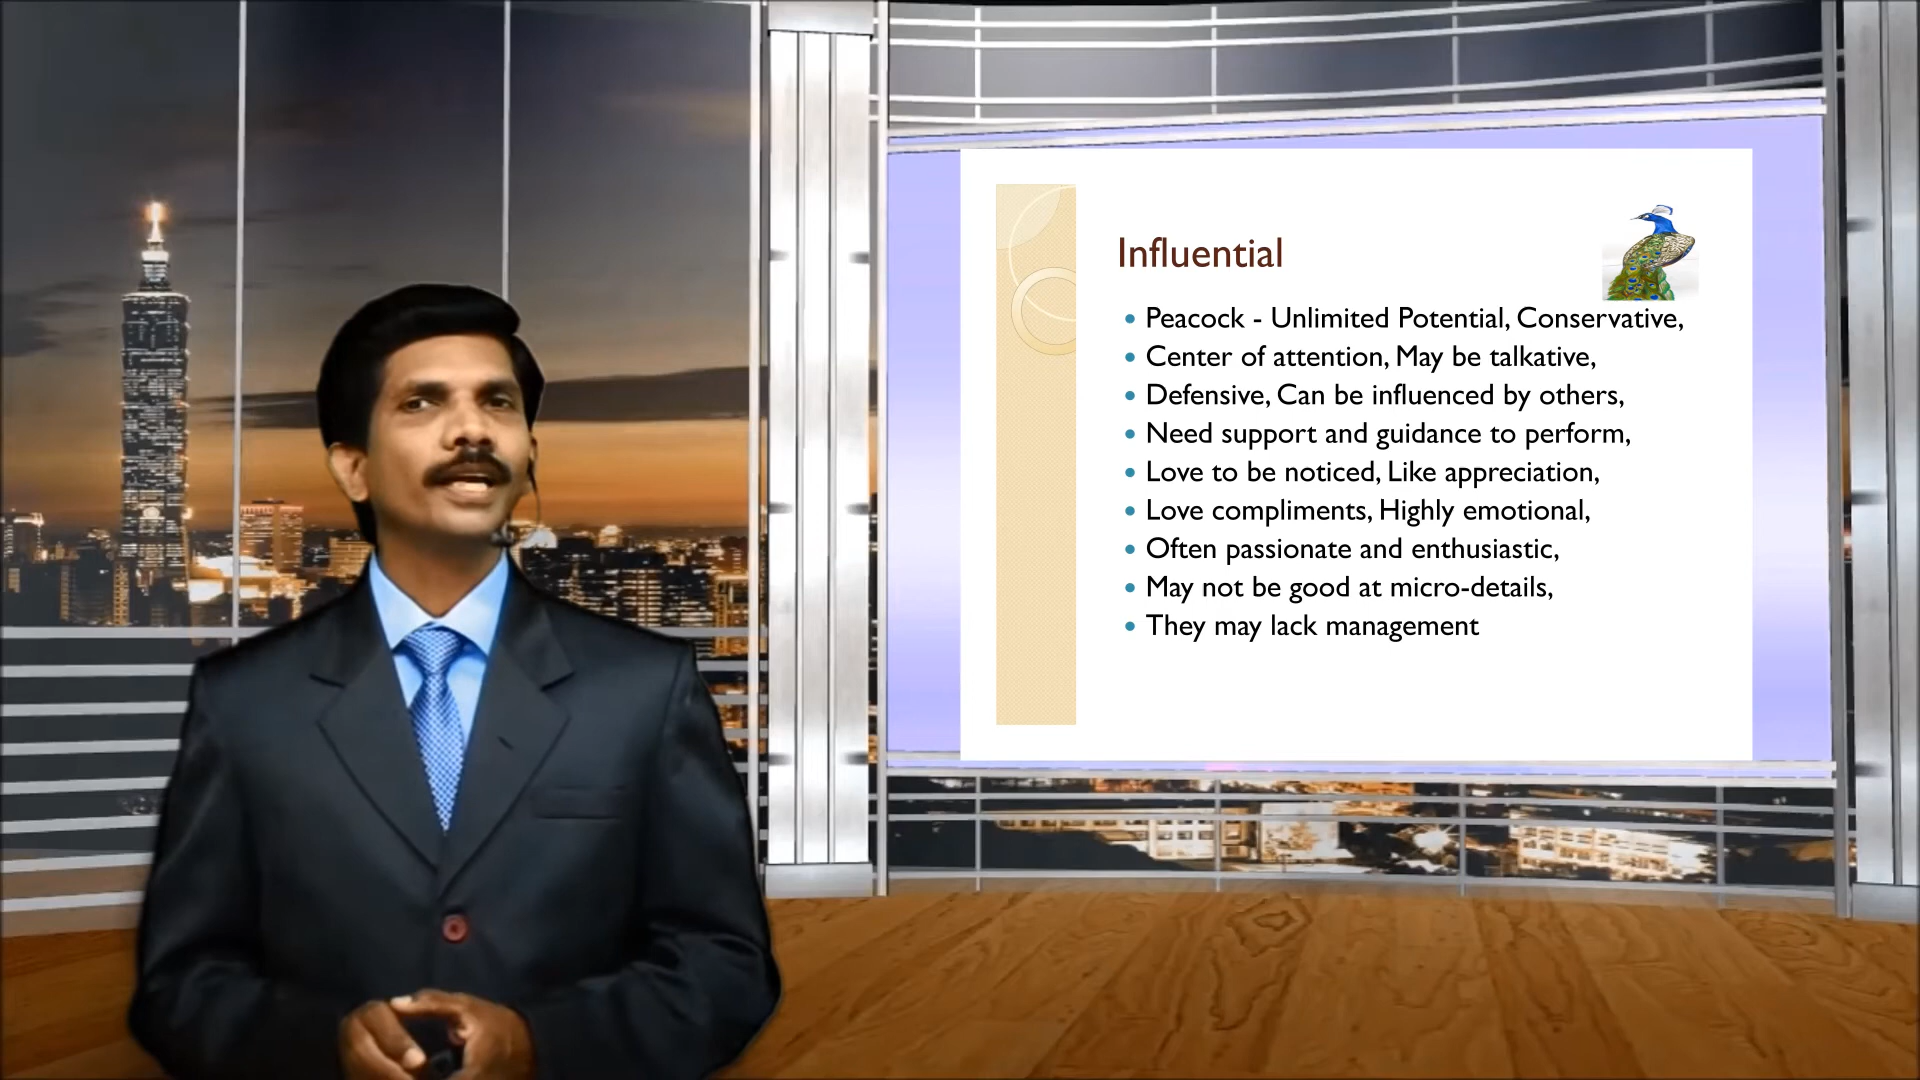 Influential
Peacock - Unlimited Potential, Conservative,
Center of attention, May be talkative,
Defensive, Can be influenced by others,
Need support and guidance to perform,
Love to be noticed, Like appreciation,
Love compliments, Highly emotional,
Often passionate and enthusiastic,
May not be good at micro-details,
They may lack management